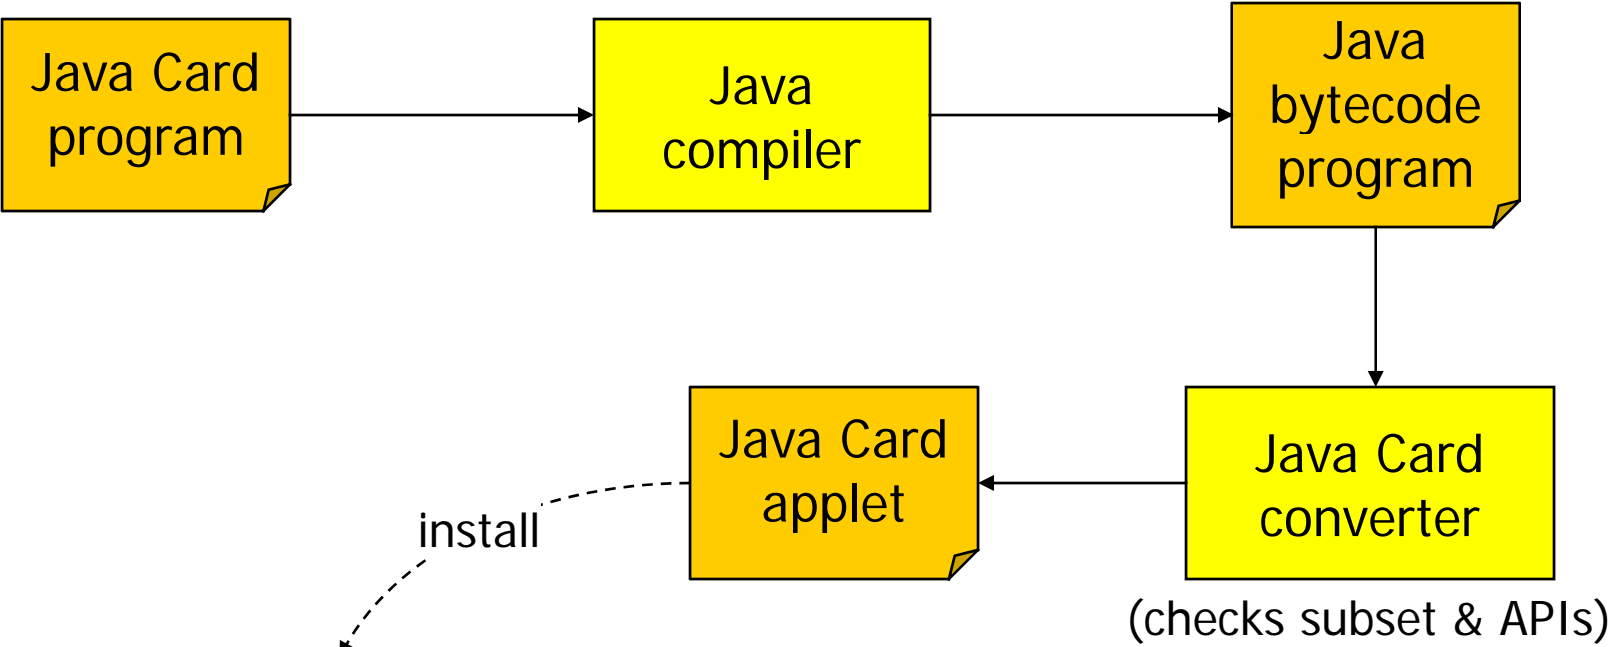 Java Card
program
Java
compiler
Java
bytecode
program
Java Card
applet
Java Card
converter
install
(checks subset & APIs)